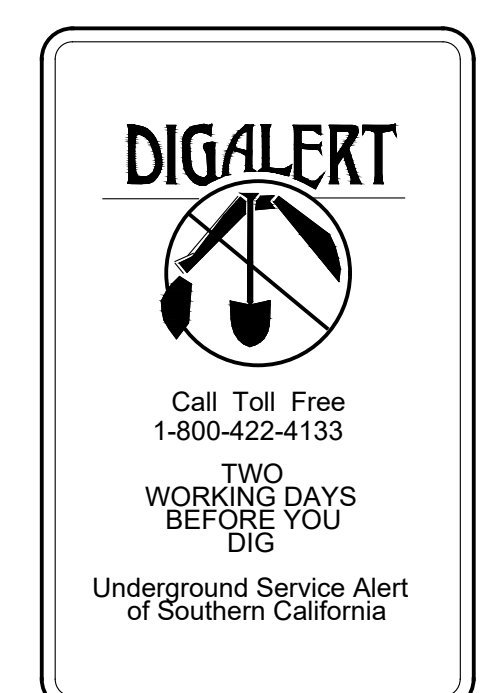 DIGALERT
Call Toll Free
1-800-422-4133
TWO
WORKING DAYS
BEFORE YOU
DIG
Underground Service Alert
of Southern California